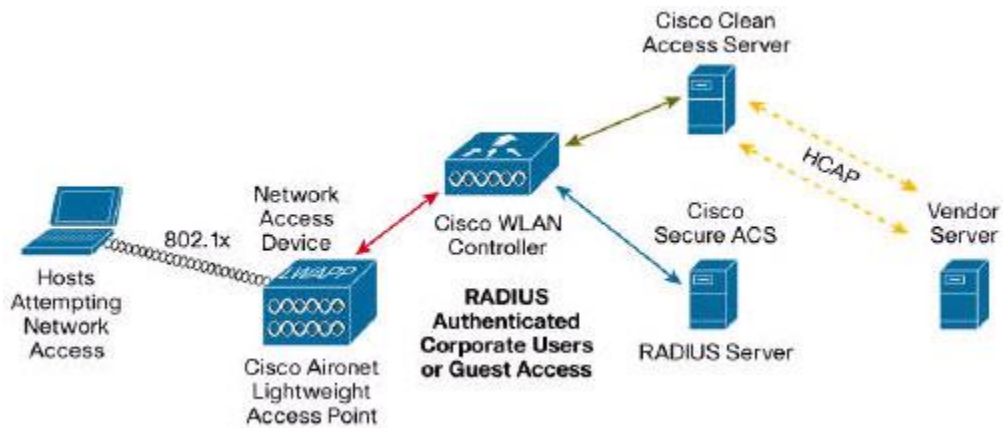 Cisco Clean
Access Server
HCAP
Network
Access
Device
802.1x
LWAPP
Cisco WLAN
Controller
Cisco
Secure ACS
Vendor
Server
Hosts
Attempting
Network
Access
RADIUS
Authenticated
Corporate Users
or Guest Access
RADIUS Server
Cisco Aironet
Lightweight
Access Point